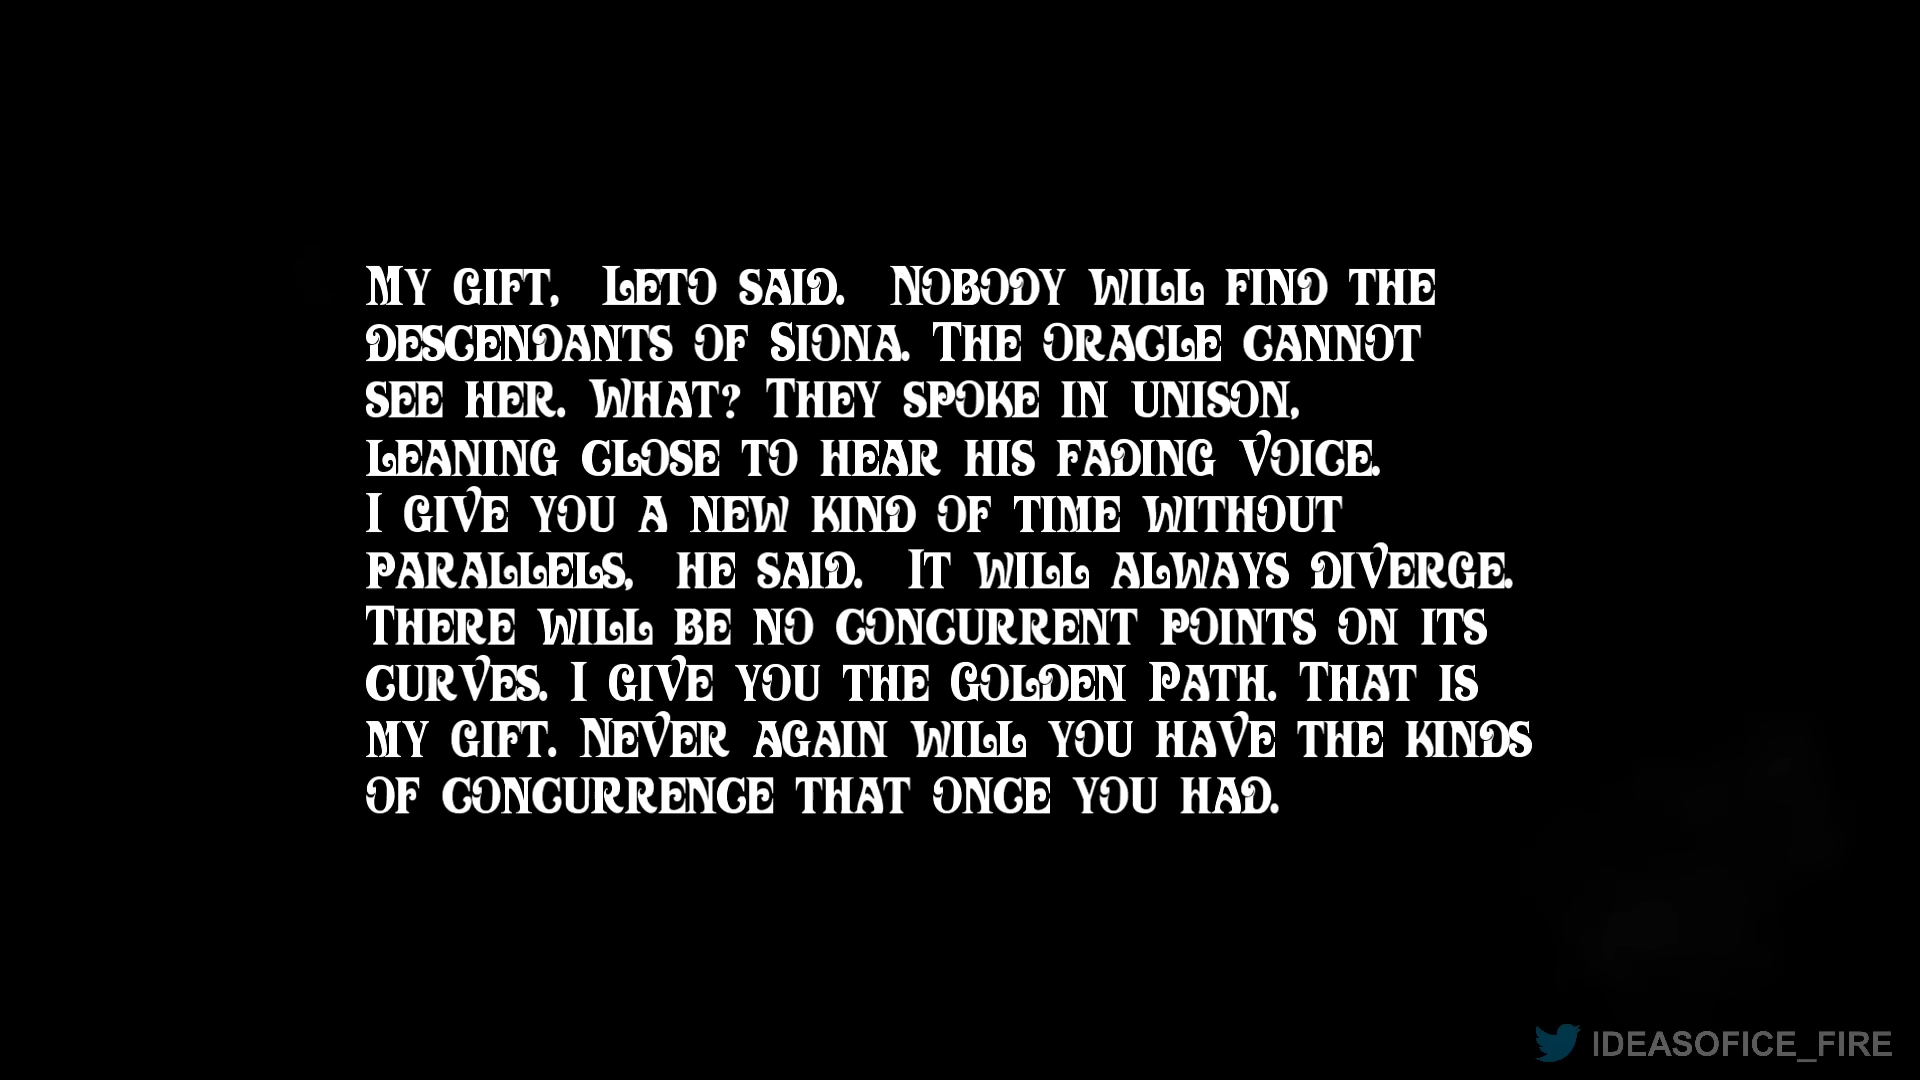 My gift, Leto said. Nobody will find the
descendants of Siona. The oracle cannot
see her. What? They spoke in unison,
leaning close to hear his fading voice.
I give you a new kind of time without
parallels, he said. It will always diverge.
There will be no concurrent points on its
curves. I give you the Golden Path. That is
my gift. Never again will you have the kinds
of concurrence that once you had.
IDEASOFICE_FIRE